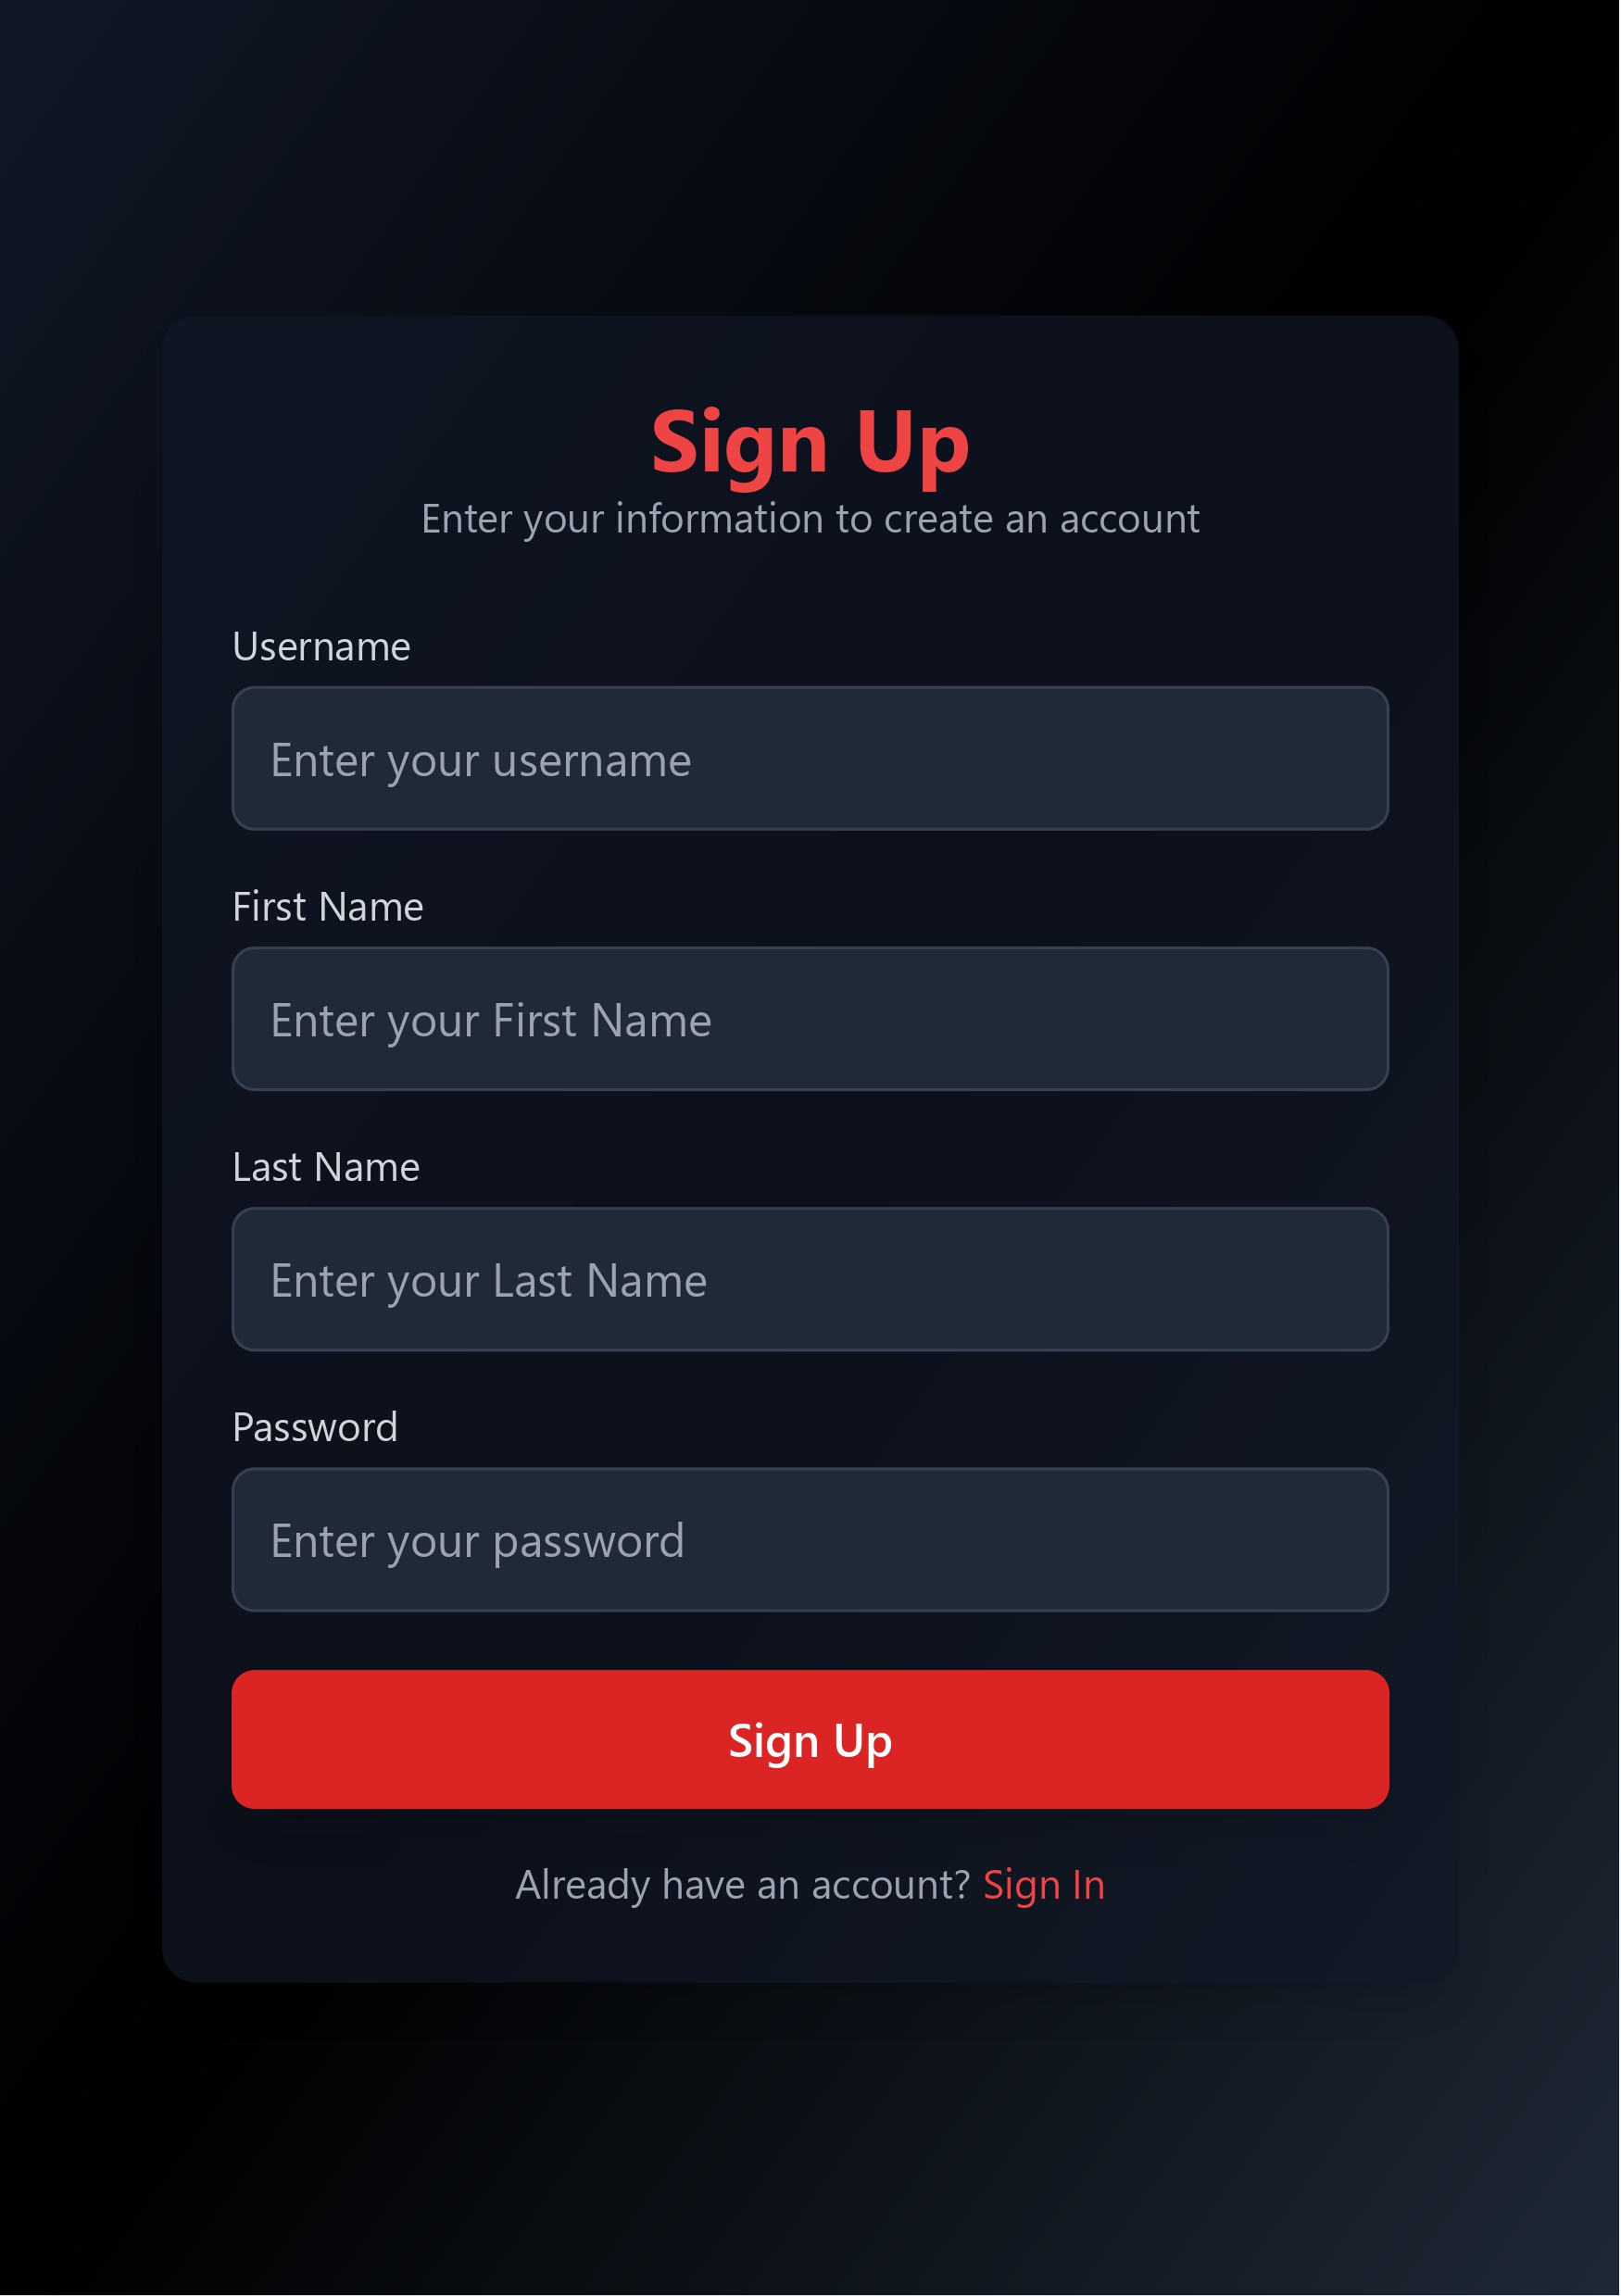 Sign Up
Enter your information to create an account
Username
Enter your username
First Name
Enter your First Name
Last Name
Enter your Last Name
Password
Enter your password
Sign Up
Already have an account? Sign In